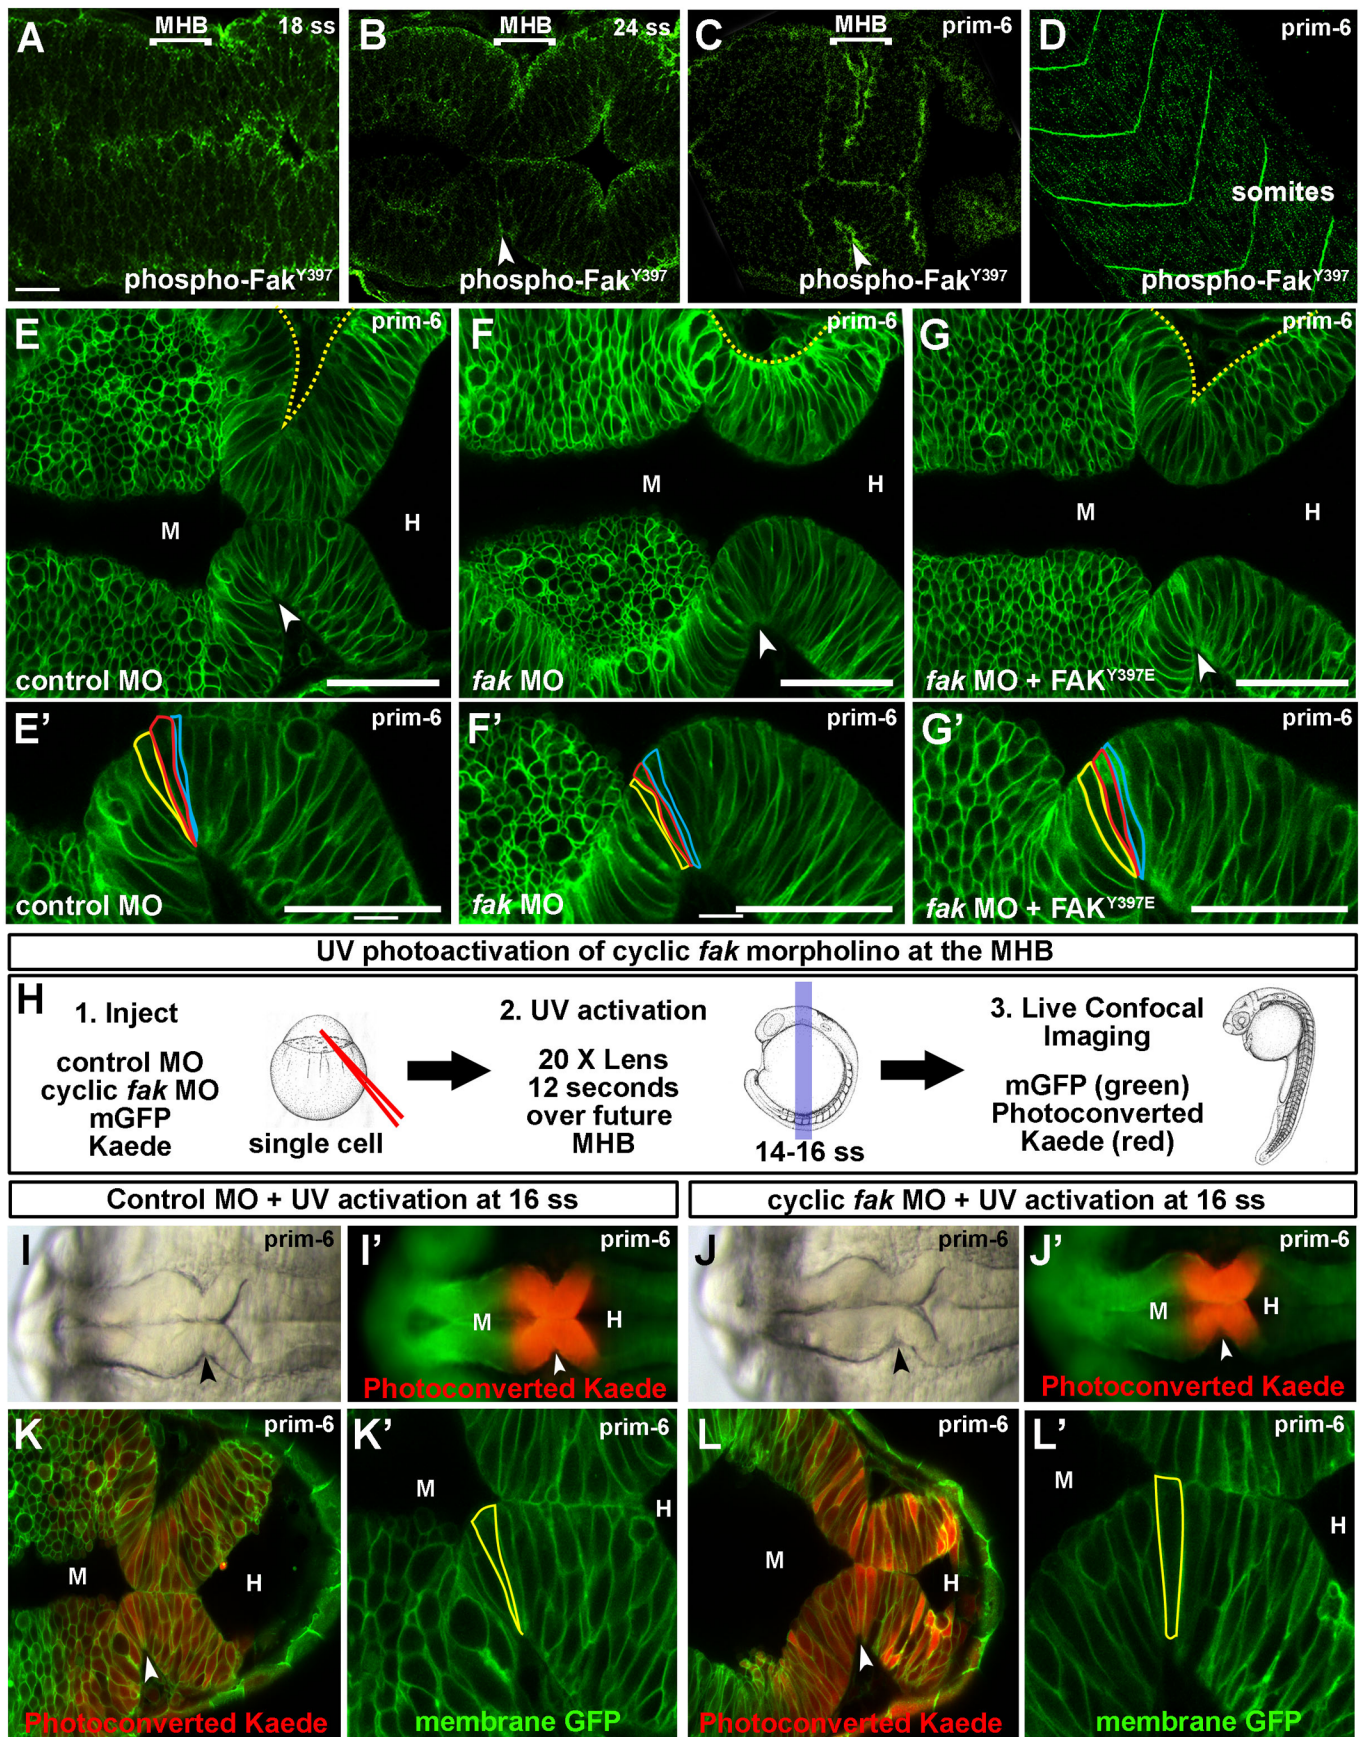 A MHB 18 ss
phospho-FakY397
B MHB 24 ss
phospho-FakY397
C MHB prim-6
phospho-FakY397
D prim-6
somites
phospho-FakY397
E prim-6
M H
control MO
F prim-6
M H
fak MO
G prim-6
M H
fak MO + FAKY397E
E’ prim-6
control MO
F’ prim-6
fak MO
G’ prim-6
fak MO + FAKY397E
UV photoactivation of cyclic fak morpholino at the MHB
H
1. Inject
control MO
cyclic fak MO
mGFP
Kaede
single cell
2. UV activation
20 X Lens
12 seconds
over future
MHB
14-16 ss
3. Live Confocal
Imaging
mGFP (green)
Photoconverted
Kaede (red)
Control MO + UV activation at 16 ss
cyclic fak MO + UV activation at 16 ss
I prim-6
I’ prim-6
M H
Photoconverted Kaede
J prim-6
J’ prim-6
M H
Photoconverted Kaede
K prim-6
M H
Photoconverted Kaede
K’ prim-6
M H
membrane GFP
L prim-6
M H
Photoconverted Kaede
L’ prim-6
M H
membrane GFP